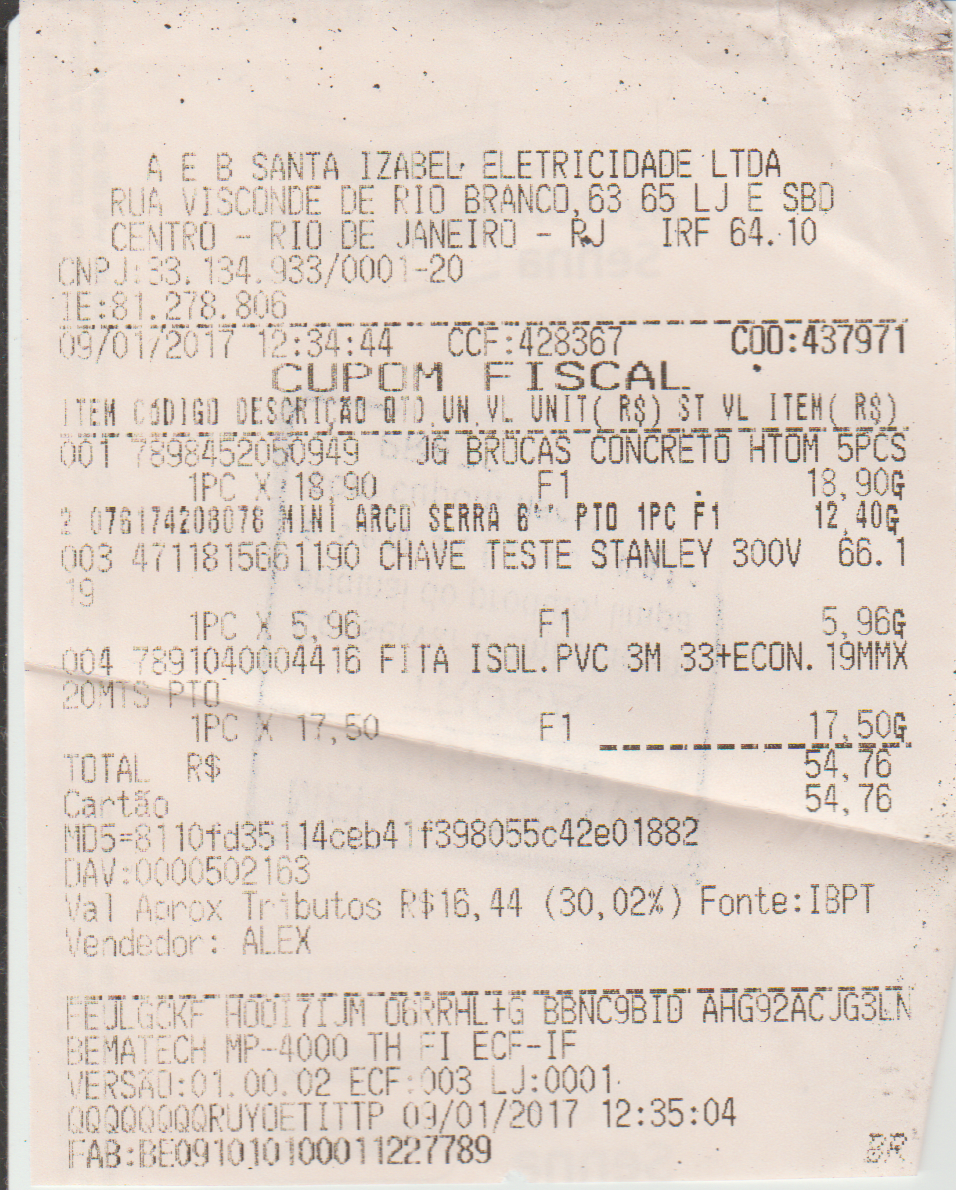 A E B SANTA IZABEL ELETRICIDADE LTDA
RUA VISCONDE DE RIO BRANCO,63 65 LJ E SBD
CENTRO - RIO DE JANEIRO - RJ IRF 64.10
CNPJ:33.134.933/0001-20
IE:81.278.806
09/01/2017 12:34:44 CCF:428367 COO:437971
CUPOM FISCAL
ITEM CÓDIGO DESCRIÇÃO QTD.UN.VL UNIT( R$) ST VL ITEM( R$)
001 7898452050949 JG BROCAS CONCRETO HTOM 5PCS
1PC X 18,90 F1 18,90G
2 076174208078 MINI ARCO SERRA 6'' PTO 1PC F1 12,40G
003 4711815661190 CHAVE TESTE STANLEY 300V 66.1
19
1PC X 5,96 F1 5,96G
004 7891040004416 FITA ISOL.PVC 3M 33+ECON. 19MMX
20MTS PTO
1PC X 17,50 F1 17,50G
TOTAL R$ 54,76
Cartão 54,76
MD5=8110fd35114ceb41f398055c42e01882
DAV:0000502163
Val Aprox Tributos R$16,44 (30,02%) Fonte:IBPT
Vendedor: ALEX
BBNC9BID AHG92ACJG3LN
BEMATECH MP-4000 TH FI ECF-IF
VERSÃO:01.00.02 ECF:003 LJ:0001
QQQQQQQRUYOETITTP 09/01/2017 12:35:04
FAB:BE091010100011227789
BR